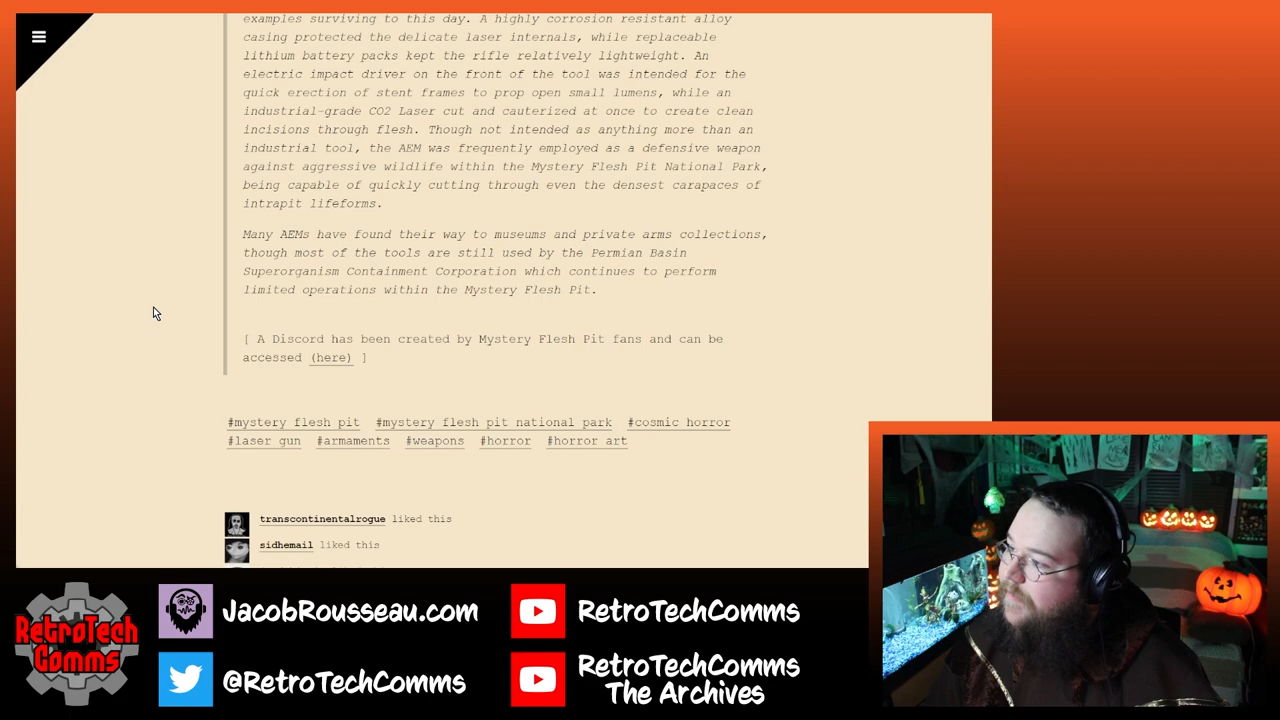 examples surviving to this day. A highly corrosion resistant alloy
casing protected the delicate laser internals, while replaceable
lithium battery packs kept the rifle relatively lightweight. An
electric impact driver on the front of the tool was intended for the
quick erection of stent frames to prop open small lumens, while an
industrial-grade CO2 Laser cut and cauterized at once to create clean
incisions through flesh. Though not intended as anything more than an
industrial tool, the AEM was frequently employed as a defensive weapon
against aggressive wildlife within the Mystery Flesh Pit National Park,
being capable of quickly cutting through even the densest carapaces of
intrapit lifeforms.
Many AEMs have found their way to museums and private arms collections,
though most of the tools are still used by the Permian Basin
Superorganism Containment Corporation which continues to perform
limited operations within the Mystery Flesh Pit.
[ A Discord has been created by Mystery Flesh Pit fans and can be
accessed (here) ]
#mystery flesh pit #mystery flesh pit national park #cosmic horror
#laser gun #armaments #weapons #horror #horror art
transcontinentalrogue liked this
sidhemail liked this
RetroTech
Comms
JacobRousseau.com
@RetroTechComms
RetroTechComms
RetroTechComms
The Archives